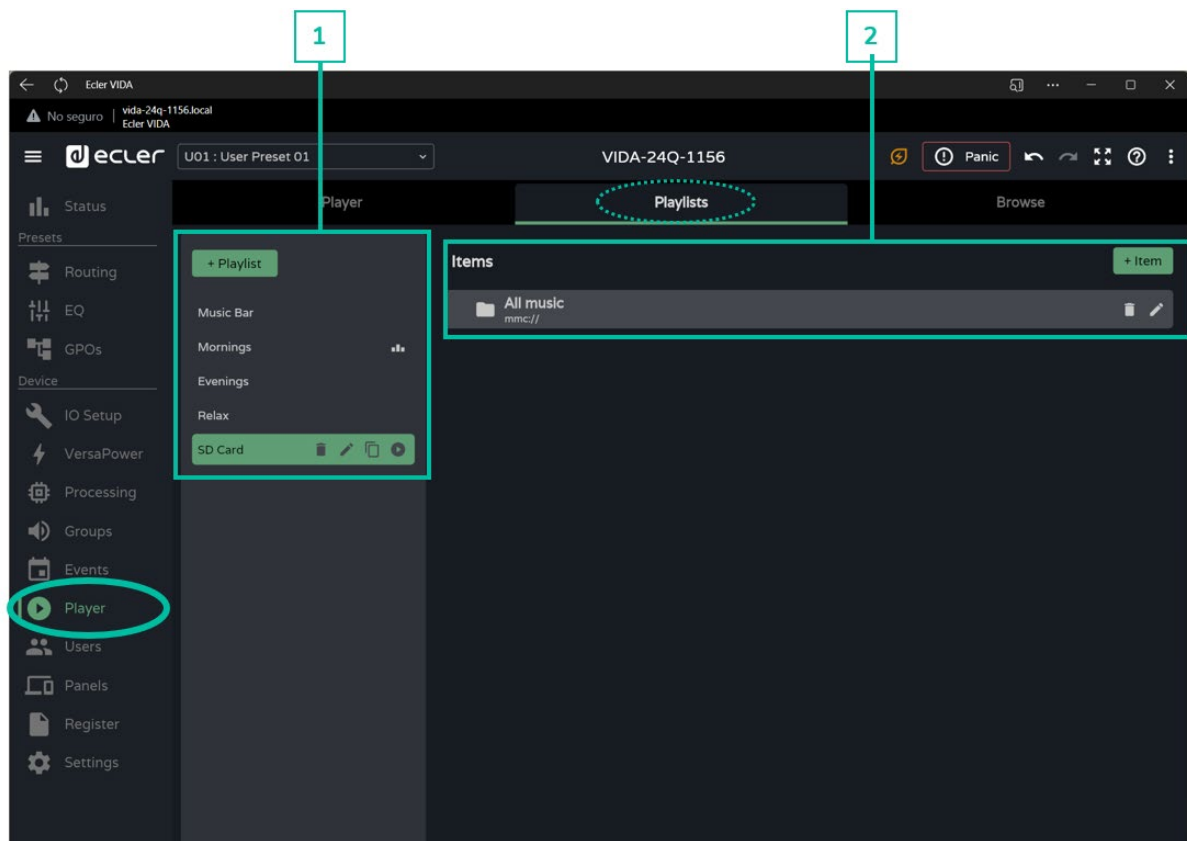 1
2
Ecler VIDA
No seguro
vida-24q-1156.local
Ecler VIDA
ecler
U01 : User Preset 01
VIDA-24Q-1156
Panic
Status
Presets
Routing
EQ
GPOs
Device
IO Setup
VersaPower
Processing
Groups
Events
Player
Users
Panels
Register
Settings
Player
Playlists
Browse
+ Playlist
Music Bar
Mornings
Evenings
Relax
SD Card
Items
+ Item
All music
mmc://